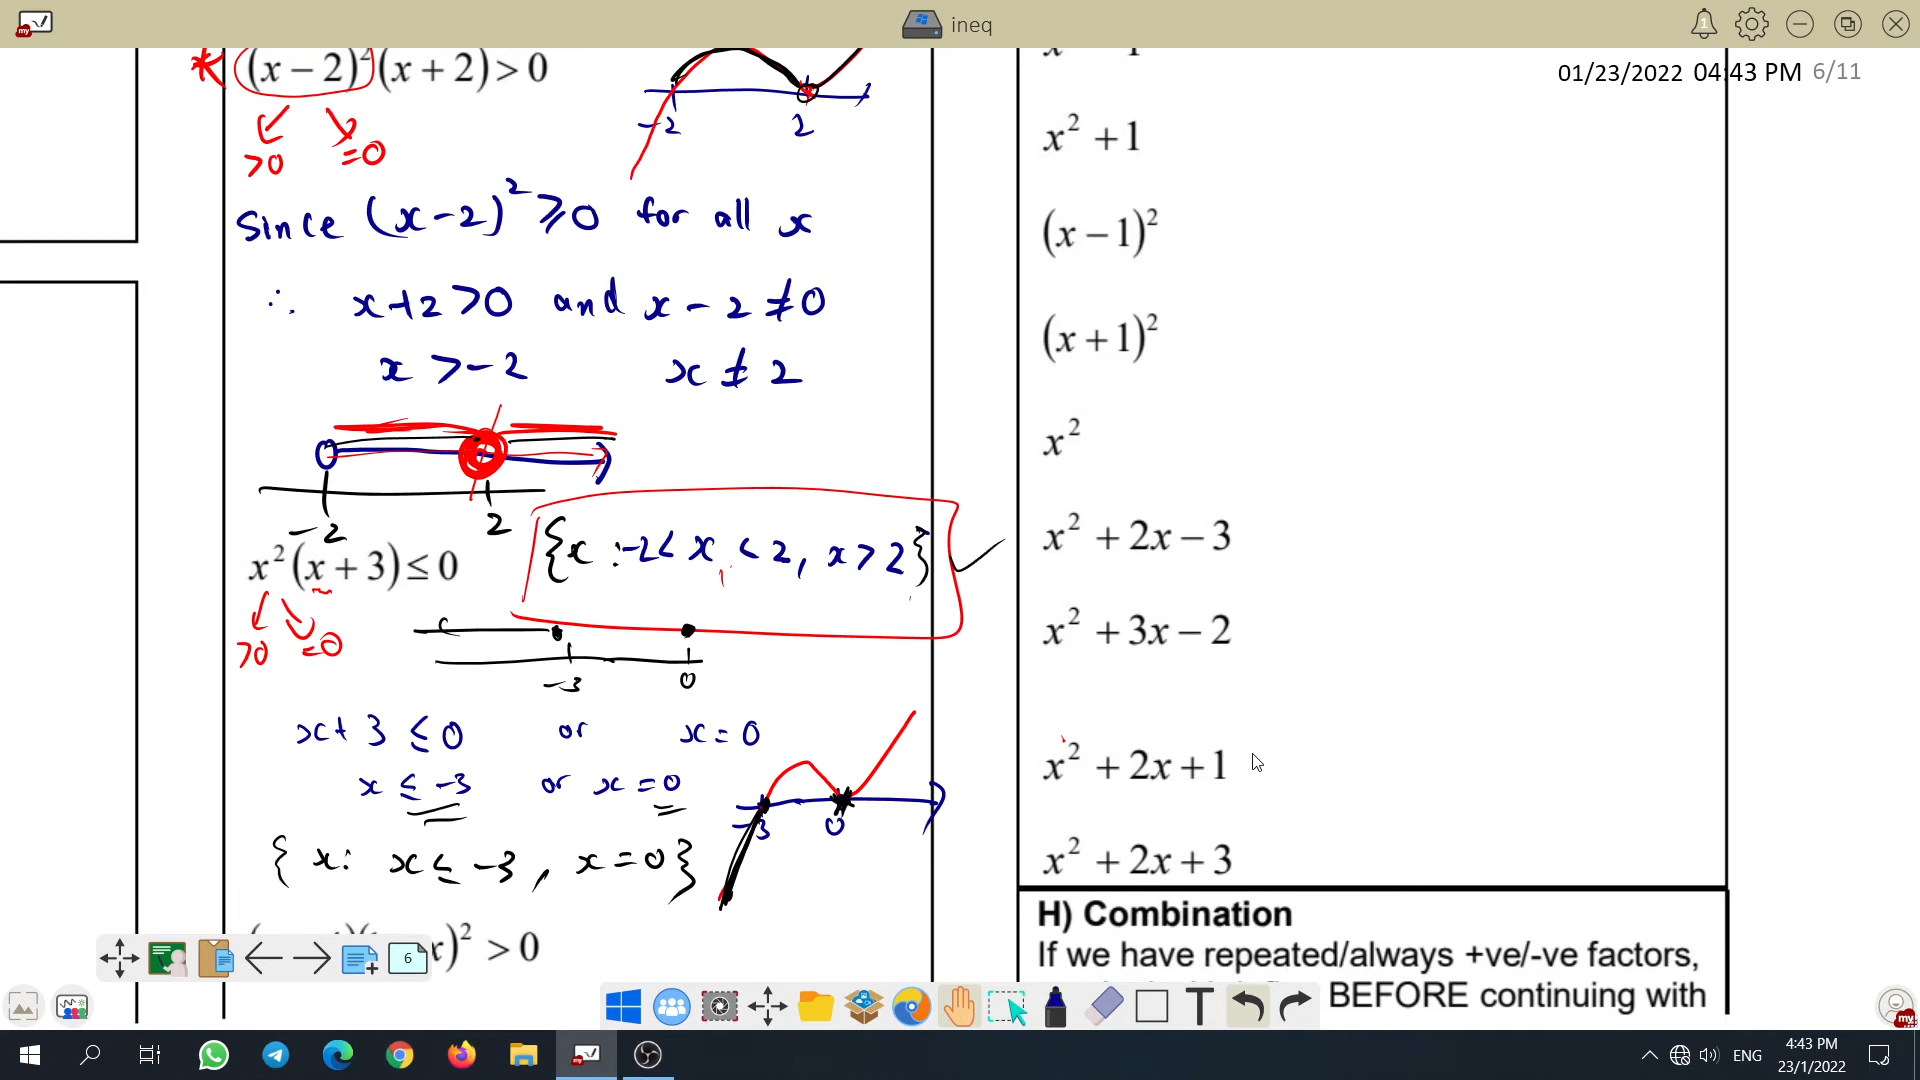 ineq
01/23/2022 04:43 PM 6/11
(x − 2)²(x + 2) > 0
>0 =0
-2 2
Since (x-2)² ⩾ 0 for all x
∴ x+2 > 0 and x - 2 ≠ 0
x > -2 x ≠ 2
-2 2
{x : -2 < x < 2, x > 2}
x²(x + 3) ≤ 0
>0 =0
-3 0
x + 3 ≤ 0 or x = 0
x ≤ -3 or x = 0
-3 0
{ x: x ≤ -3 , x = 0 }
)² > 0
x² + 1
(x − 1)²
(x + 1)²
x²
x² + 2x − 3
x² + 3x − 2
x² + 2x + 1
x² + 2x + 3
H) Combination
If we have repeated/always +ve/-ve factors,
BEFORE continuing with
6
my
ENG
4:43 PM
23/1/2022